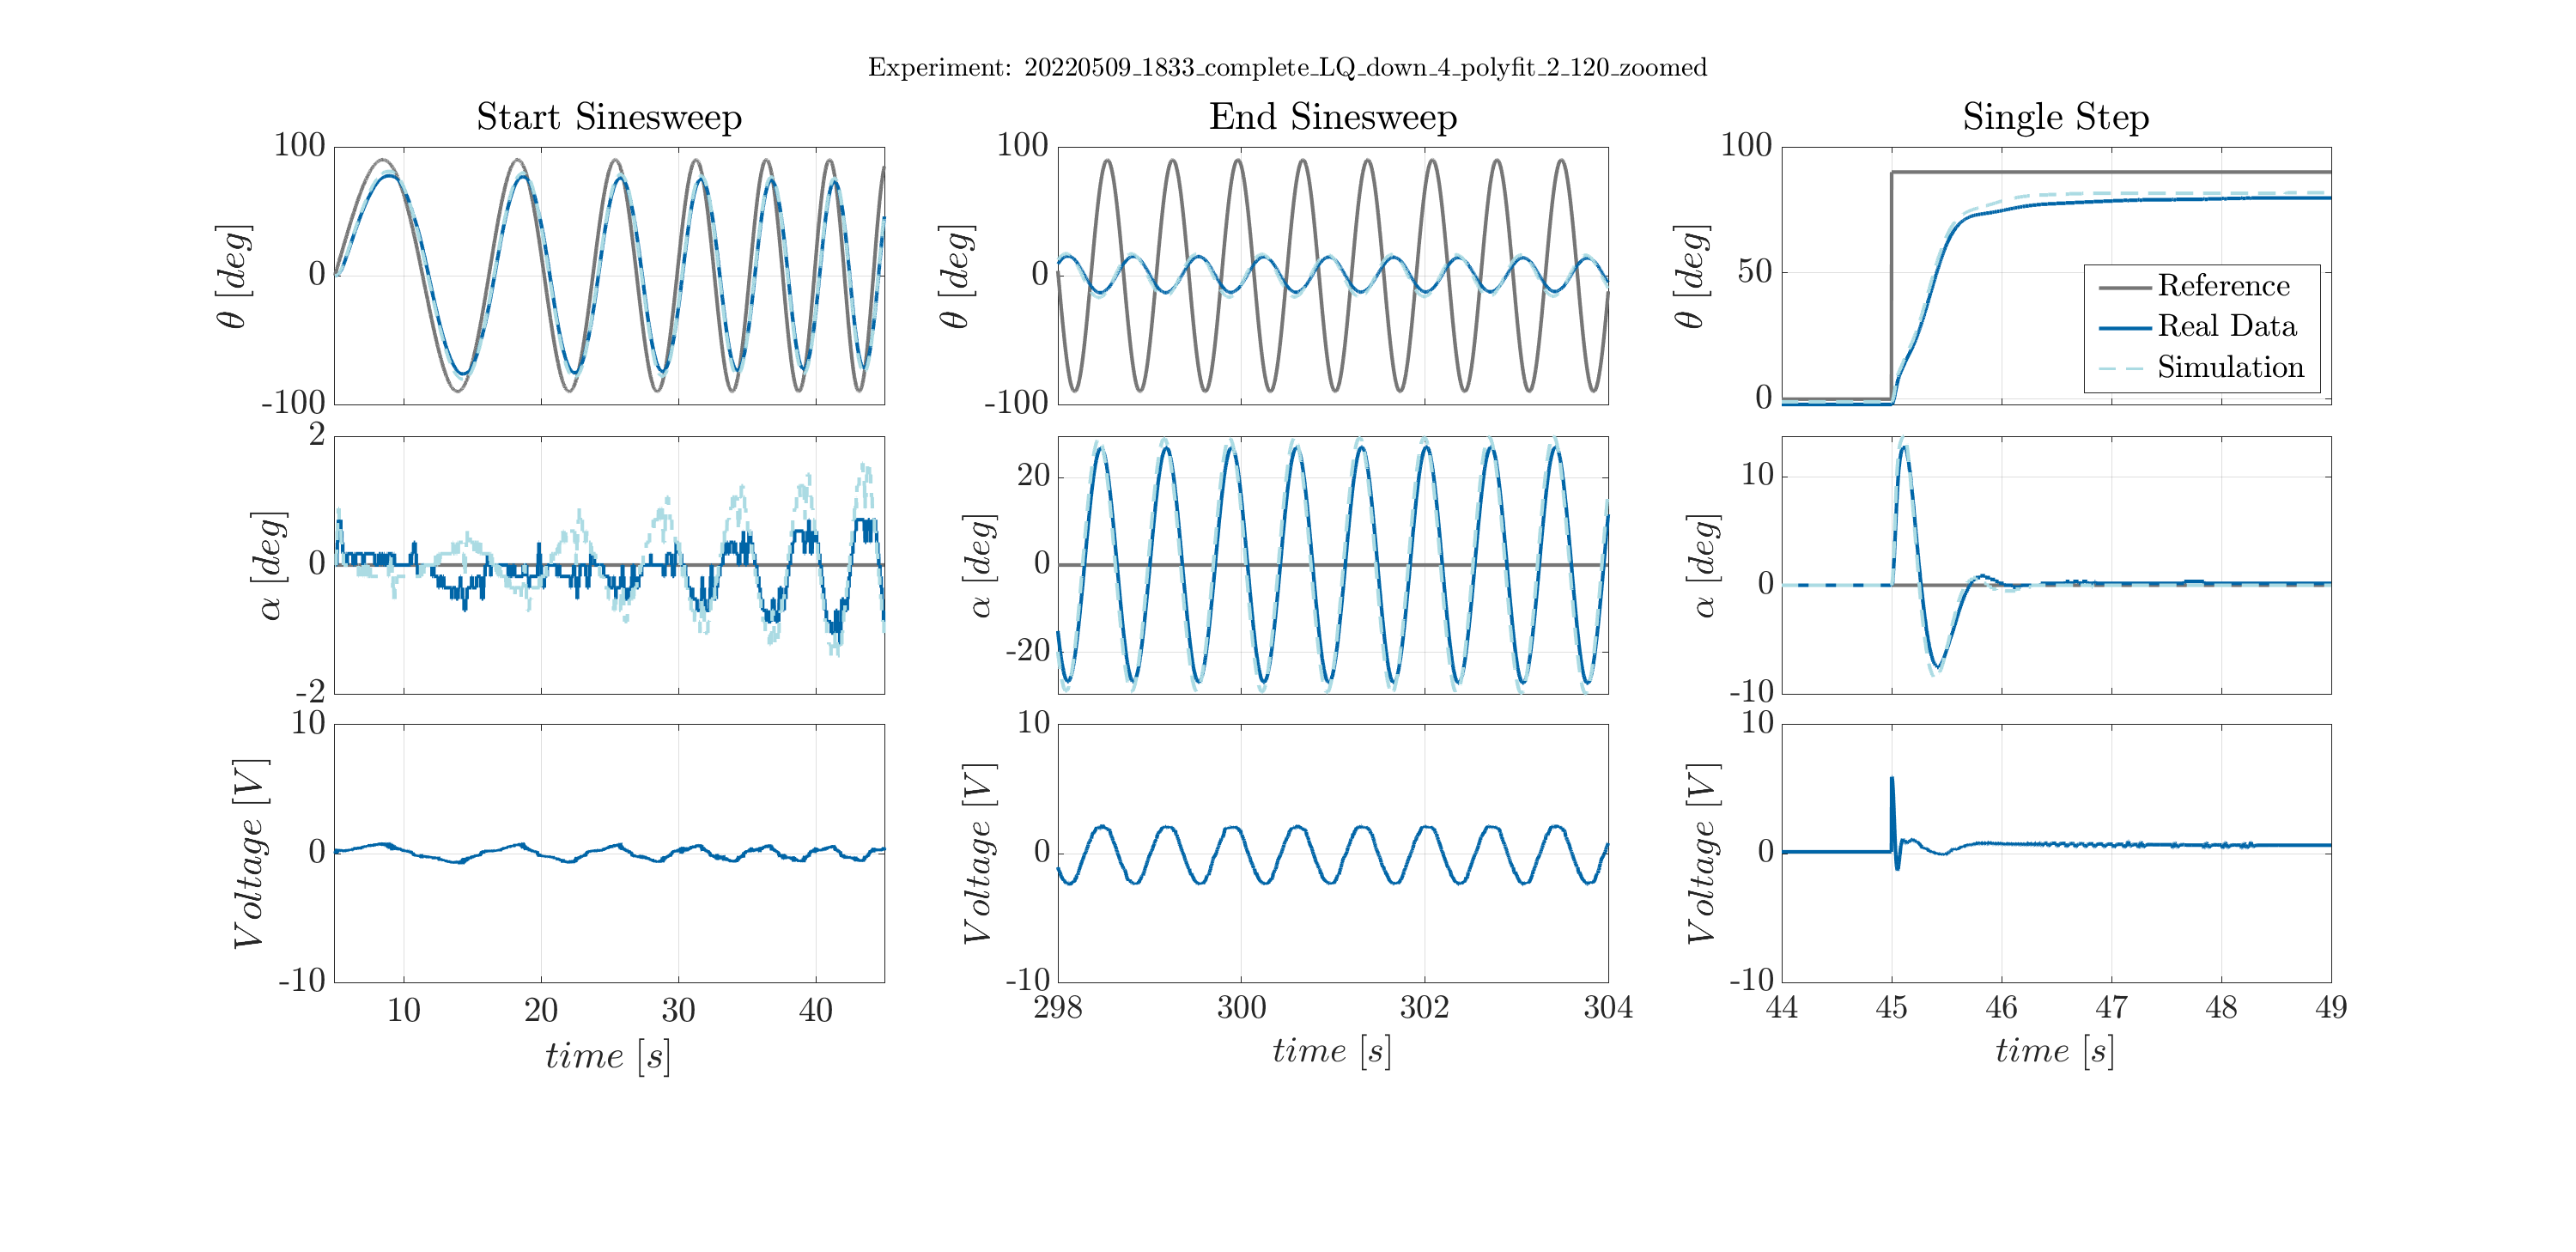 Experiment: 20220509_1833_complete_LQ_down_4_polyfit_2_120_zoomed
Start Sinesweep
End Sinesweep
Single Step
100
0
-100
θ [deg]
100
0
-100
θ [deg]
100
50
0
θ [deg]
Reference
Real Data
Simulation
2
0
-2
α [deg]
20
0
-20
α [deg]
10
0
-10
α [deg]
10
0
-10
Voltage [V]
10 20 30 40
time [s]
10
0
-10
Voltage [V]
298 300 302 304
time [s]
10
0
-10
Voltage [V]
44 45 46 47 48 49
time [s]